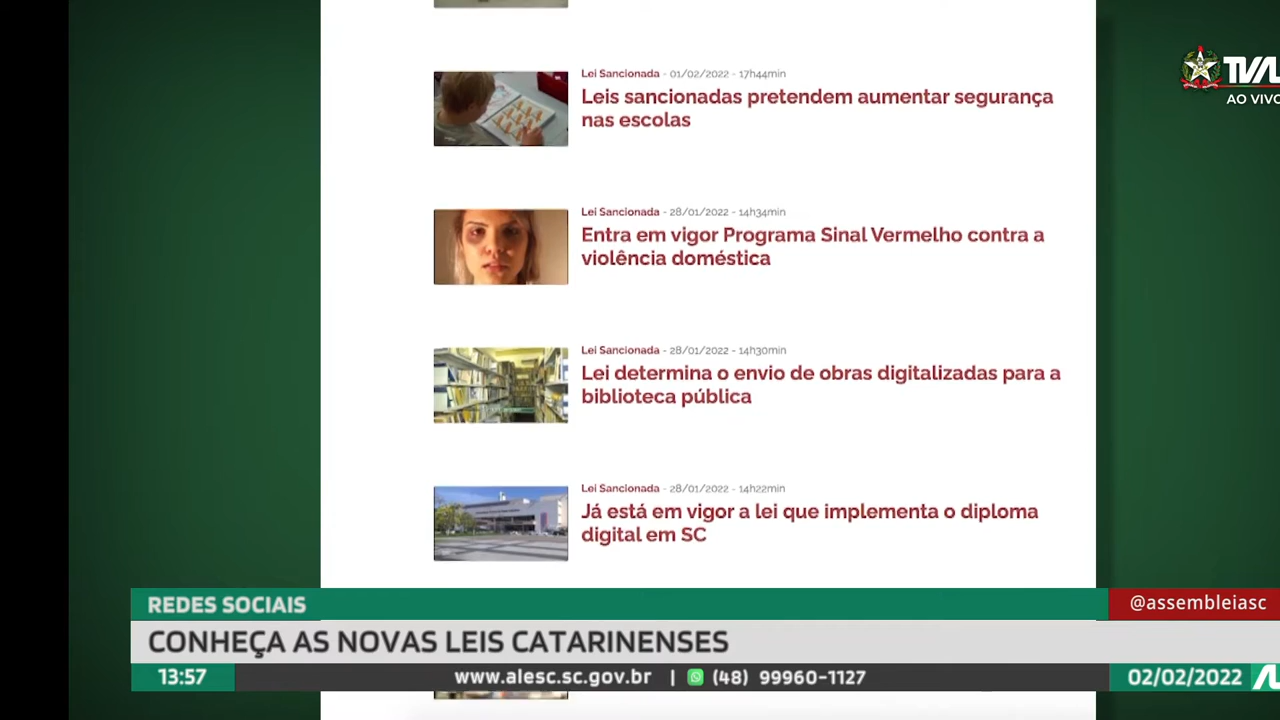 Lei Sancionada - 01/02/2022 - 17h44min
Leis sancionadas pretendem aumentar segurança
nas escolas
TVAL
AO VIVO
Lei Sancionada - 28/01/2022 - 14h34min
Entra em vigor Programa Sinal Vermelho contra a
violência doméstica
Lei Sancionada - 28/01/2022 - 14h30min
Lei determina o envio de obras digitalizadas para a
biblioteca pública
Lei Sancionada - 28/01/2022 - 14h22min
Já está em vigor a lei que implementa o diploma
digital em SC
REDES SOCIAIS
@assembleiasc
CONHEÇA AS NOVAS LEIS CATARINENSES
13:57
www.alesc.sc.gov.br | (48) 99960-1127
02/02/2022